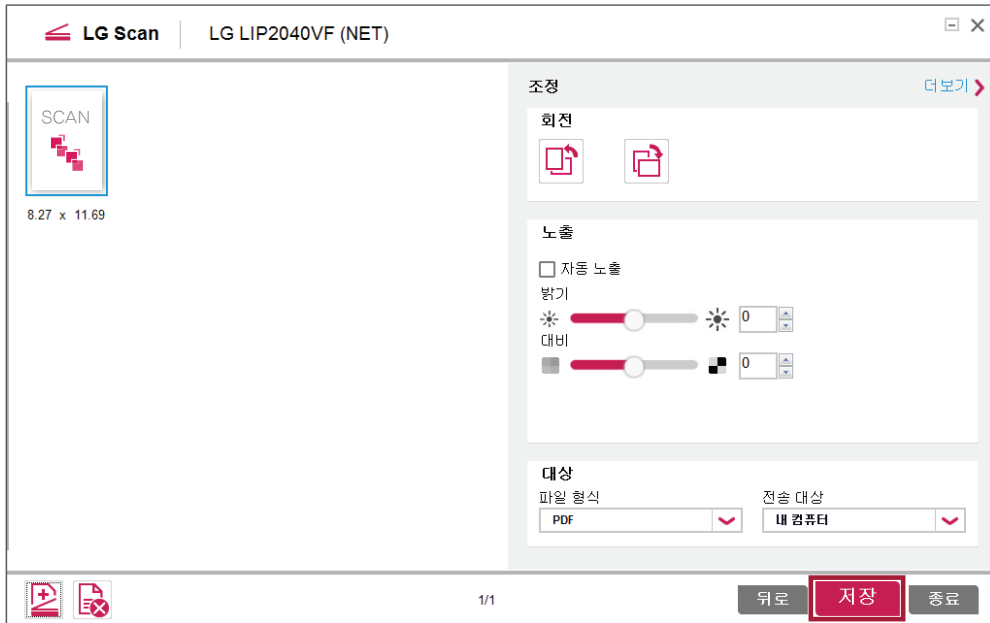 LG Scan LG LIP2040VF (NET)
SCAN
8.27 x 11.69
조정 더보기
회전
노출
자동 노출
밝기
0
대비
0
대상
파일 형식 전송 대상
PDF 내 컴퓨터
1/1 뒤로 저장 종료